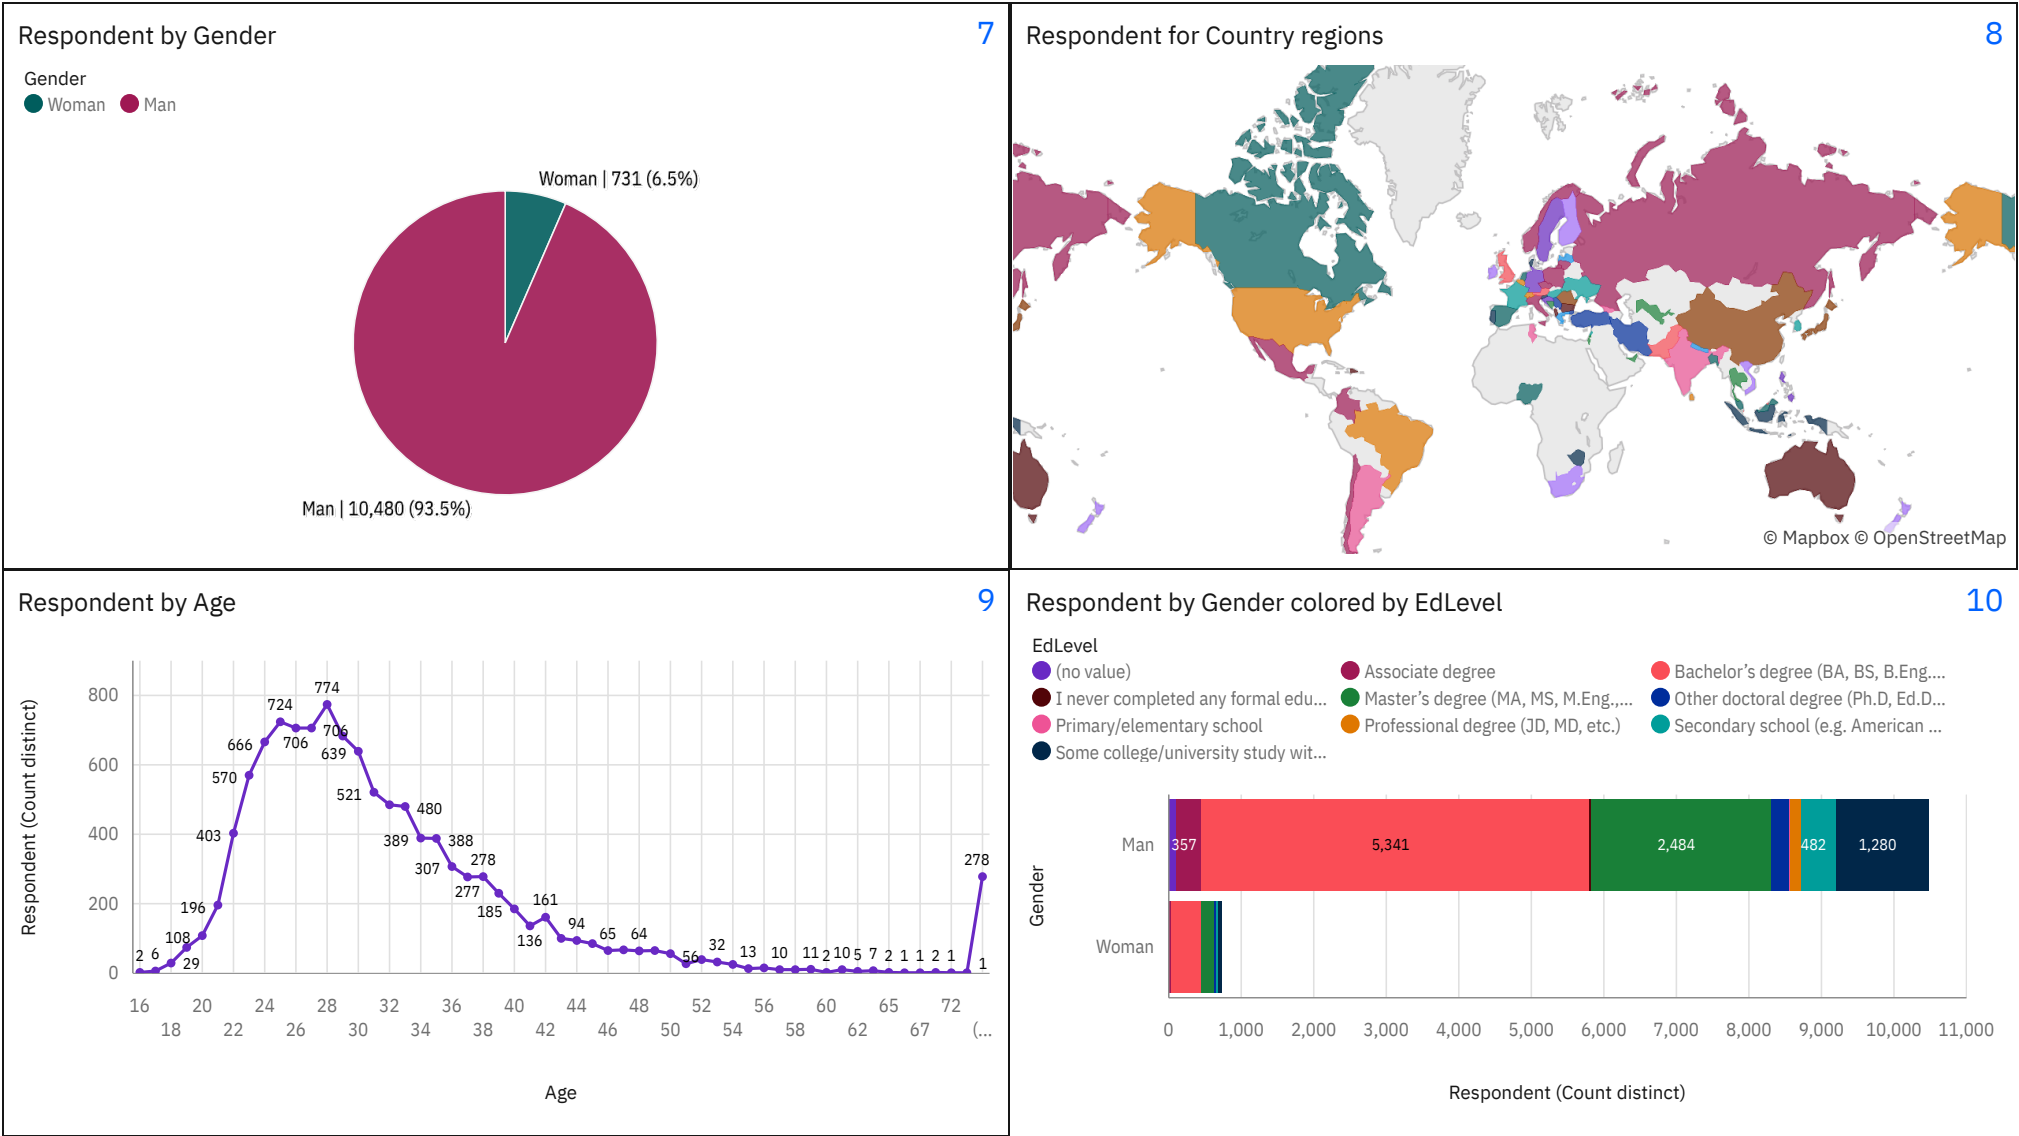 Respondent by Gender
7
Gender
Woman Man
Woman | 731 (6.5%)
Man | 10,480 (93.5%)
Respondent for Country regions
8
© Mapbox © OpenStreetMap
Respondent by Age
9
Respondent (Count distinct)
800
600
400
200
0
2 6 29 108 196 403 570 666 724 706 774 706 639 521 480 389 388 307 277 278 185 136 161 94 65 64 56 32 13 10 11 2 10 5 7 2 1 1 2 1 1 278
16 20 24 28 32 36 40 44 48 52 56 60 65 72
18 22 26 30 34 38 42 46 50 54 58 62 67 (...
Age
Respondent by Gender colored by EdLevel
10
EdLevel
(no value) Associate degree Bachelor’s degree (BA, BS, B.Eng....
I never completed any formal edu... Master’s degree (MA, MS, M.Eng.,... Other doctoral degree (Ph.D, Ed.D...
Primary/elementary school Professional degree (JD, MD, etc.) Secondary school (e.g. American ...
Some college/university study wit...
Gender
Man 357 5,341 2,484 482 1,280
Woman
0 1,000 2,000 3,000 4,000 5,000 6,000 7,000 8,000 9,000 10,000 11,000
Respondent (Count distinct)